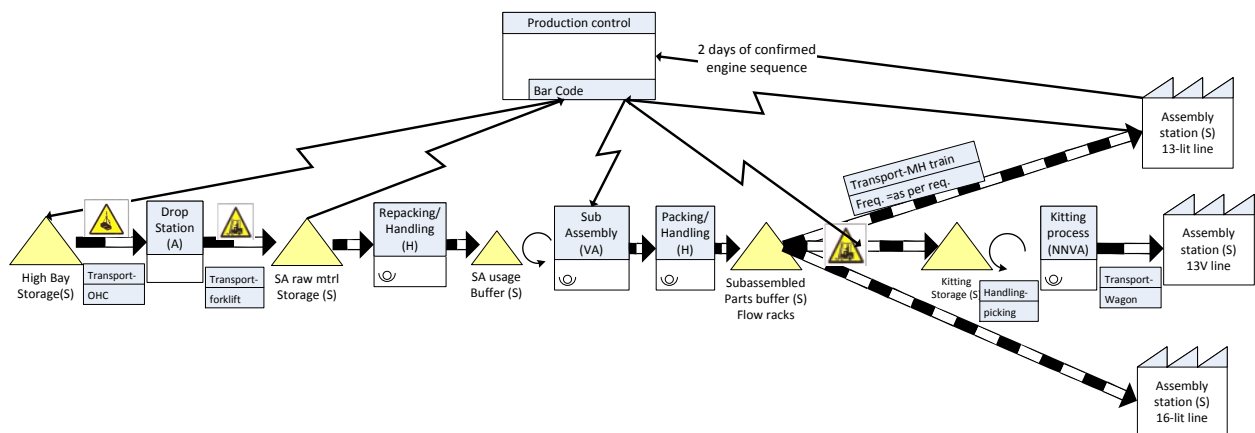 Production control
Bar Code
2 days of confirmed
engine sequence
Assembly
station (S)
13-lit line
Transport-MH train
Freq. =as per req.
High Bay
Storage(S)
Transport-
OHC
Drop
Station
(A)
Transport-
forklift
SA raw mtrl
Storage (S)
Repacking/
Handling
(H)
SA usage
Buffer (S)
Sub
Assembly
(VA)
Packing/
Handling
(H)
Subassembled
Parts buffer (S)
Flow racks
Kitting
Storage (S)
Handling-
picking
Kitting
process
(NNVA)
Transport-
Wagon
Assembly
station (S)
13V line
Assembly
station (S)
16-lit line